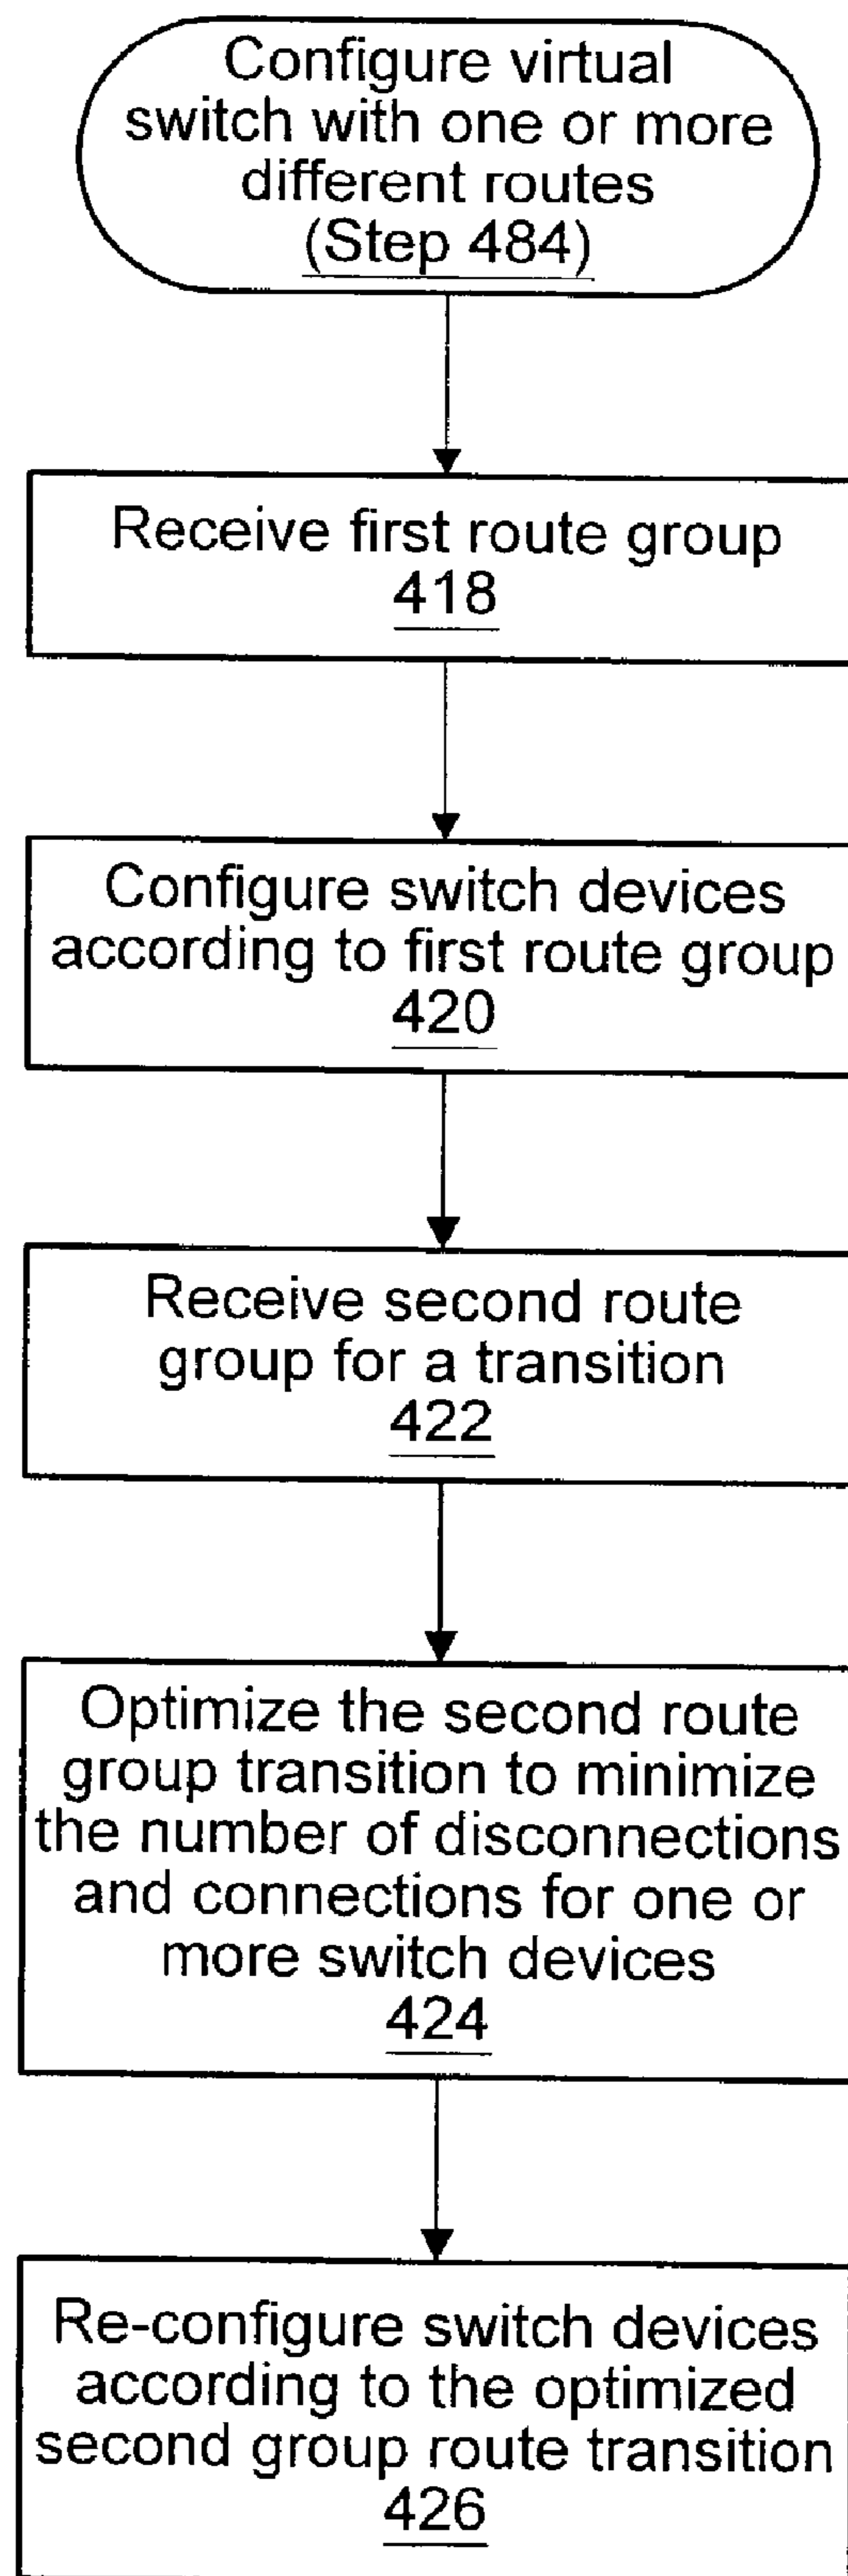 Configure virtual
switch with one or more
different routes
(Step 484)
Receive first route group
418
Configure switch devices
according to first route group
420
Receive second route
group for a transition
422
Optimize the second route
group transition to minimize
the number of disconnections
and connections for one or
more switch devices
424
Re-configure switch devices
according to the optimized
second group route transition
426